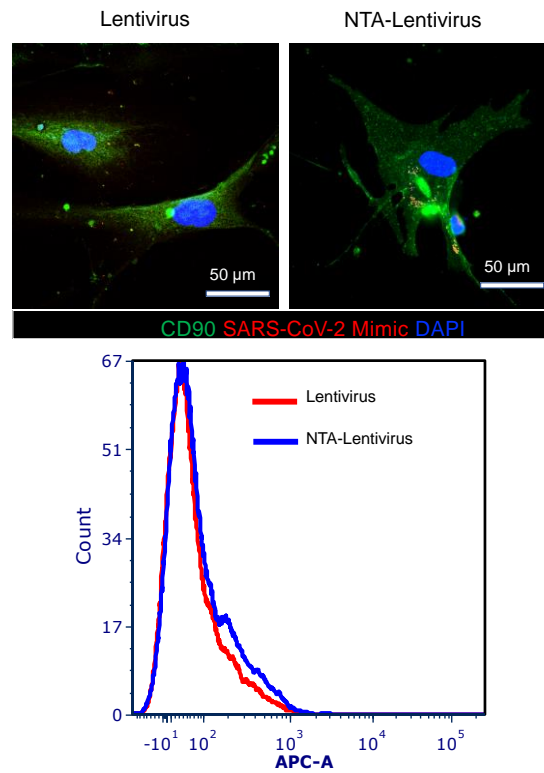 Lentivirus
NTA-Lentivirus
50 µm
50 µm
CD90 SARS-CoV-2 Mimic DAPI
67
51
34
17
0
Count
Lentivirus
NTA-Lentivirus
-10¹ 10² 10³ 10⁴ 10⁵
APC-A